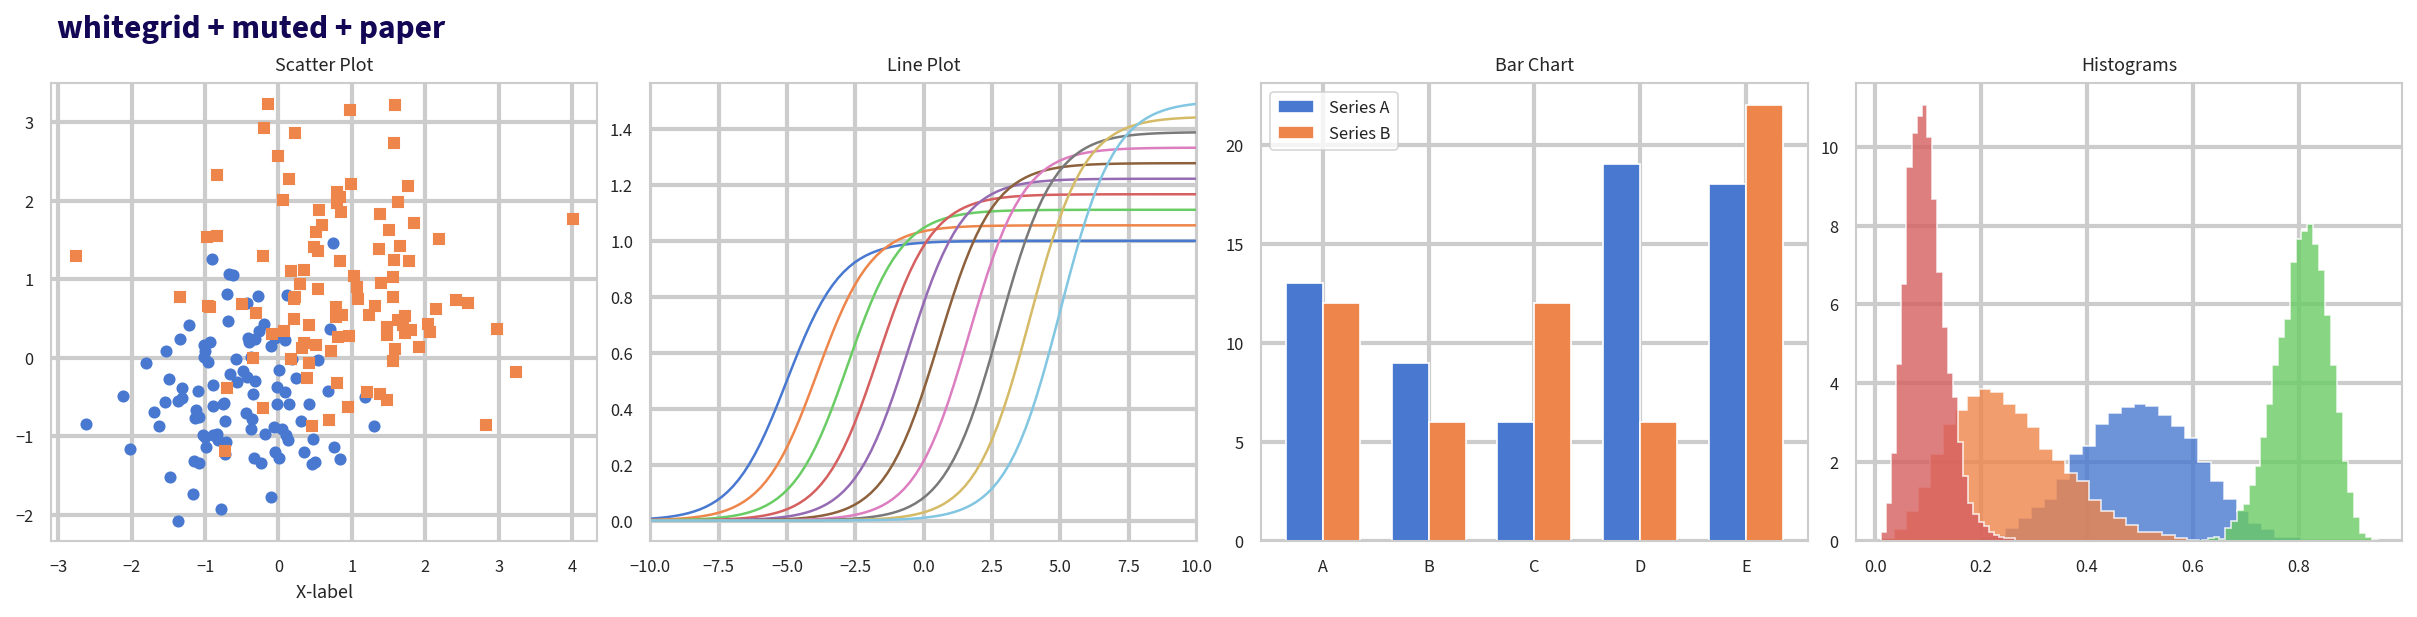 whitegrid + muted + paper
Scatter Plot
3
2
1
0
−1
−2
−3 −2 −1 0 1 2 3 4
X-label
Line Plot
1.4
1.2
1.0
0.8
0.6
0.4
0.2
0.0
−10.0 −7.5 −5.0 −2.5 0.0 2.5 5.0 7.5 10.0
Bar Chart
Series A
Series B
20
15
10
5
0
A B C D E
Histograms
10
8
6
4
2
0
0.0 0.2 0.4 0.6 0.8